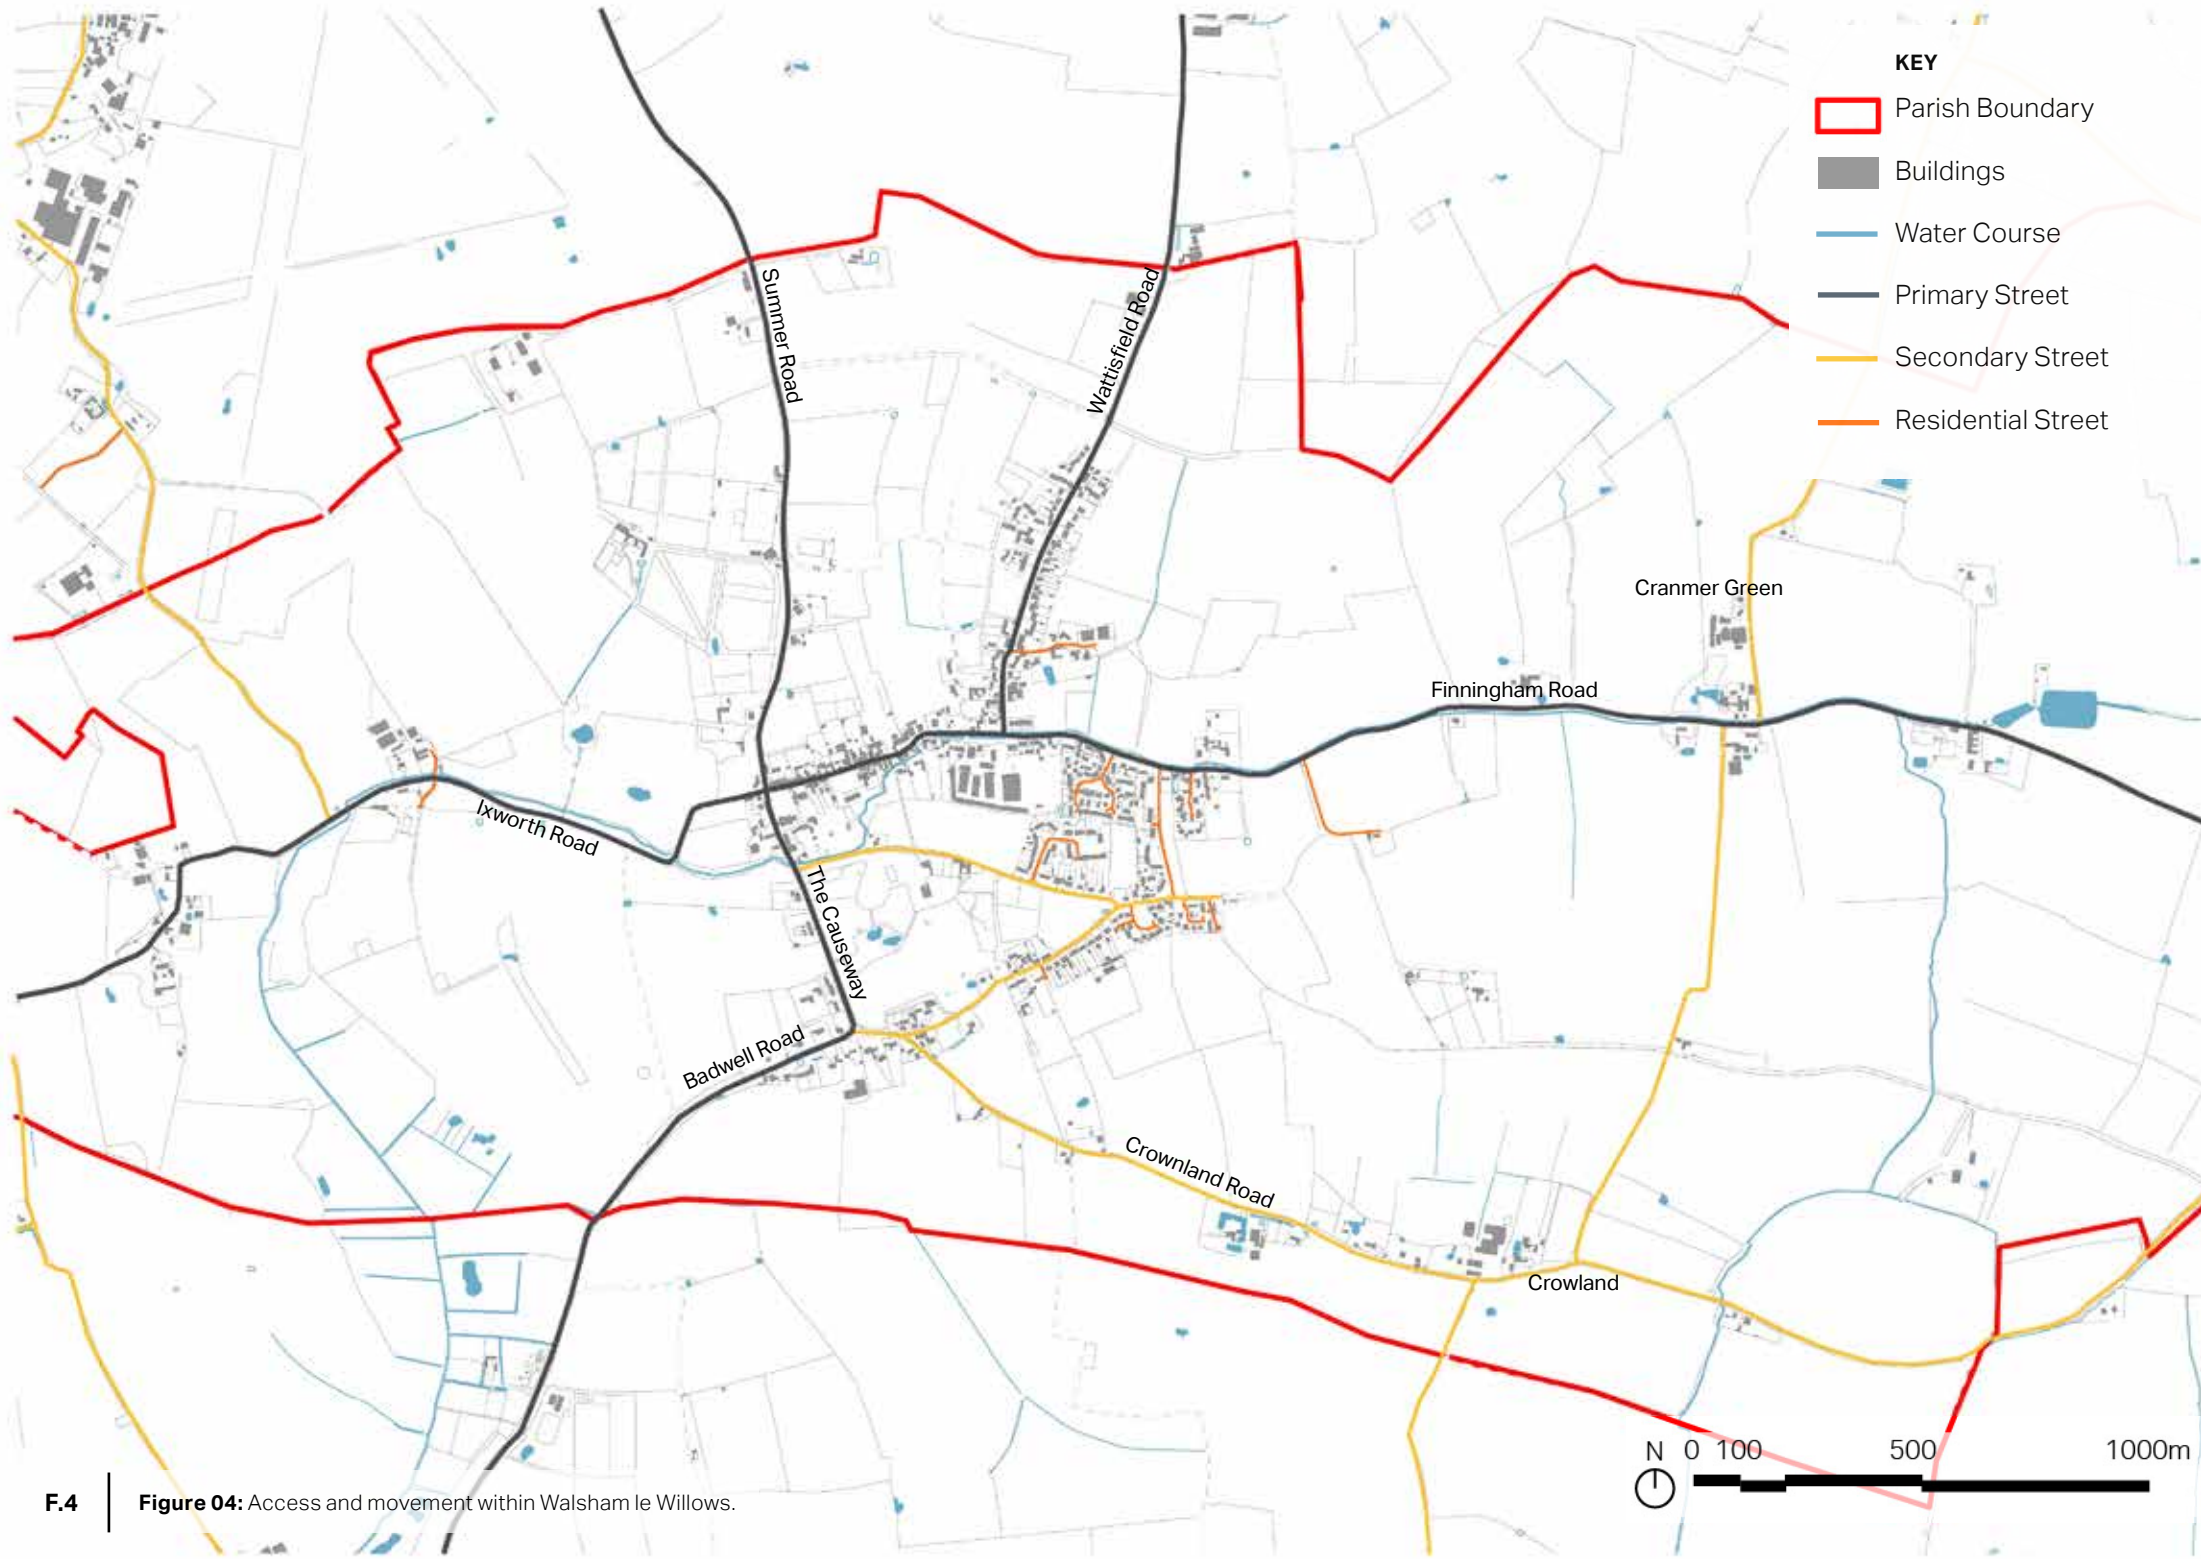 KEY
Parish Boundary
Buildings
Water Course
Primary Street
Secondary Street
Residential Street
Summer Road
Wattisfield Road
Cranmer Green
Finningham Road
Ixworth Road
The Causeway
Badwell Road
Crownland Road
Crowland
N 0 100 500 1000m
F.4
Figure 04: Access and movement within Walsham le Willows.